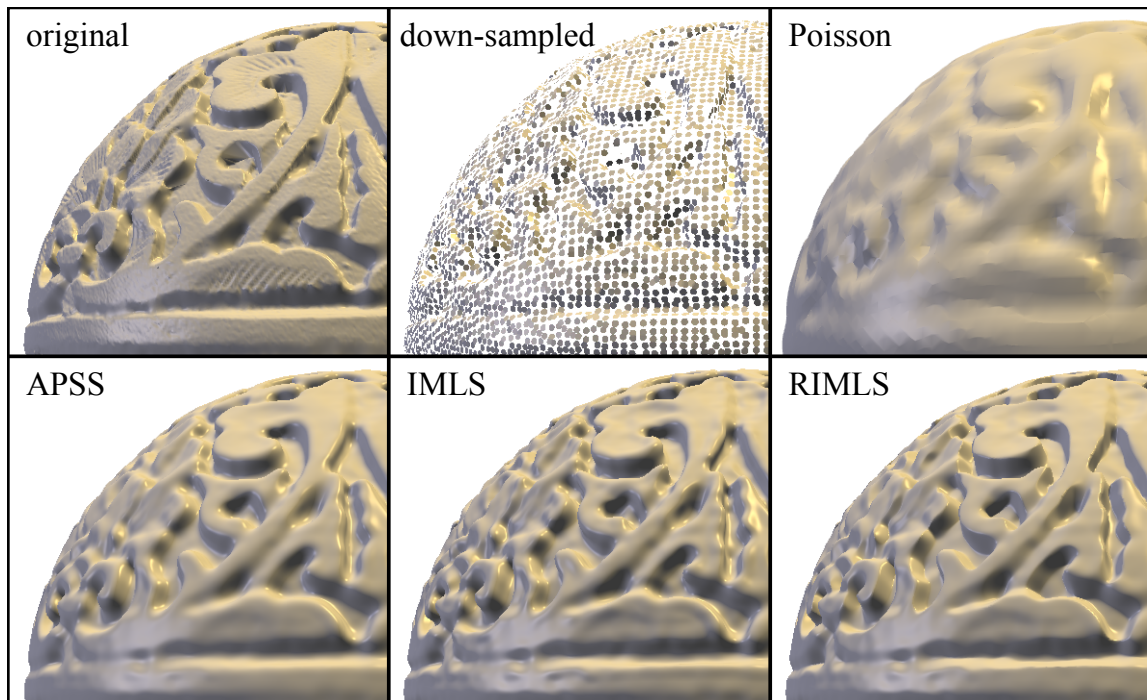 original
down-sampled
Poisson
APSS
IMLS
RIMLS